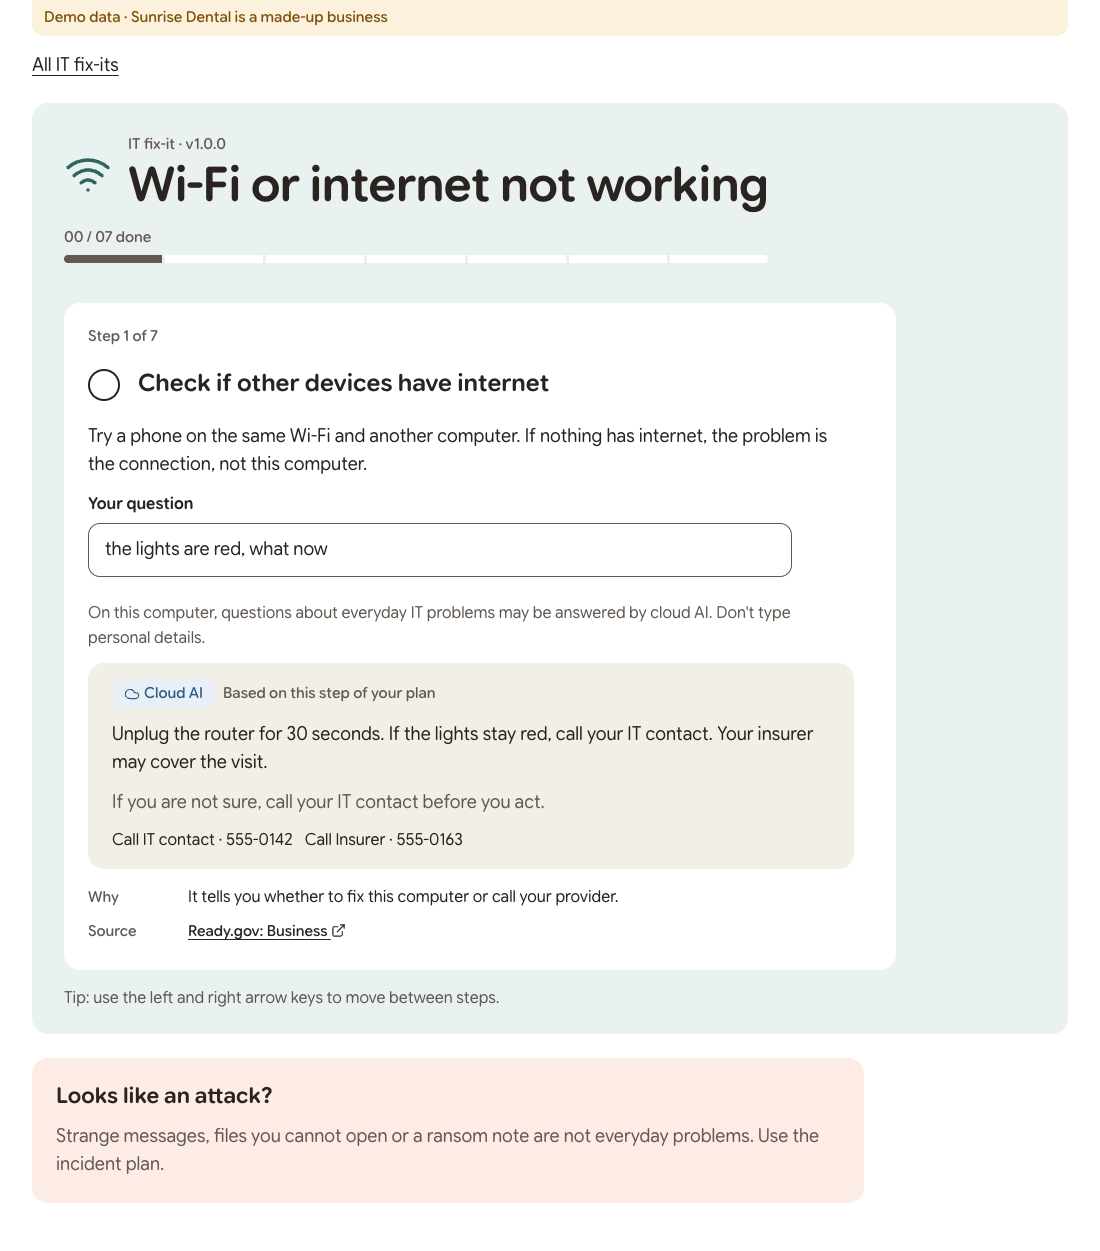 Demo data · Sunrise Dental is a made-up business
All IT fix-its
IT fix-it · v1.0.0
Wi-Fi or internet not working
00 / 07 done
Step 1 of 7
Check if other devices have internet
Try a phone on the same Wi-Fi and another computer. If nothing has internet, the problem is
the connection, not this computer.
Your question
the lights are red, what now
On this computer, questions about everyday IT problems may be answered by cloud AI. Don't type
personal details.
Cloud AI Based on this step of your plan
Unplug the router for 30 seconds. If the lights stay red, call your IT contact. Your insurer
may cover the visit.
If you are not sure, call your IT contact before you act.
Call IT contact · 555-0142 Call Insurer · 555-0163
Why It tells you whether to fix this computer or call your provider.
Source Ready.gov: Business
Tip: use the left and right arrow keys to move between steps.
Looks like an attack?
Strange messages, files you cannot open or a ransom note are not everyday problems. Use the
incident plan.